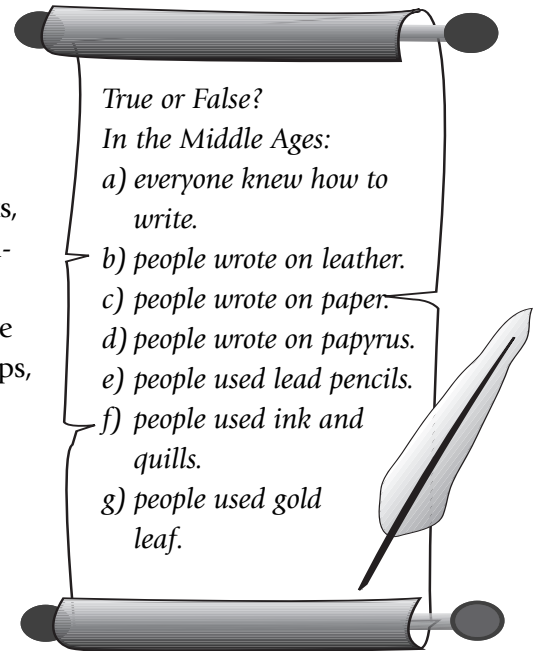 True or False?
In the Middle Ages:
a) everyone knew how to
write.
b) people wrote on leather.
c) people wrote on paper.
d) people wrote on papyrus.
e) people used lead pencils.
f) people used ink and
quills.
g) people used gold
leaf.
s,
-
e
ps,